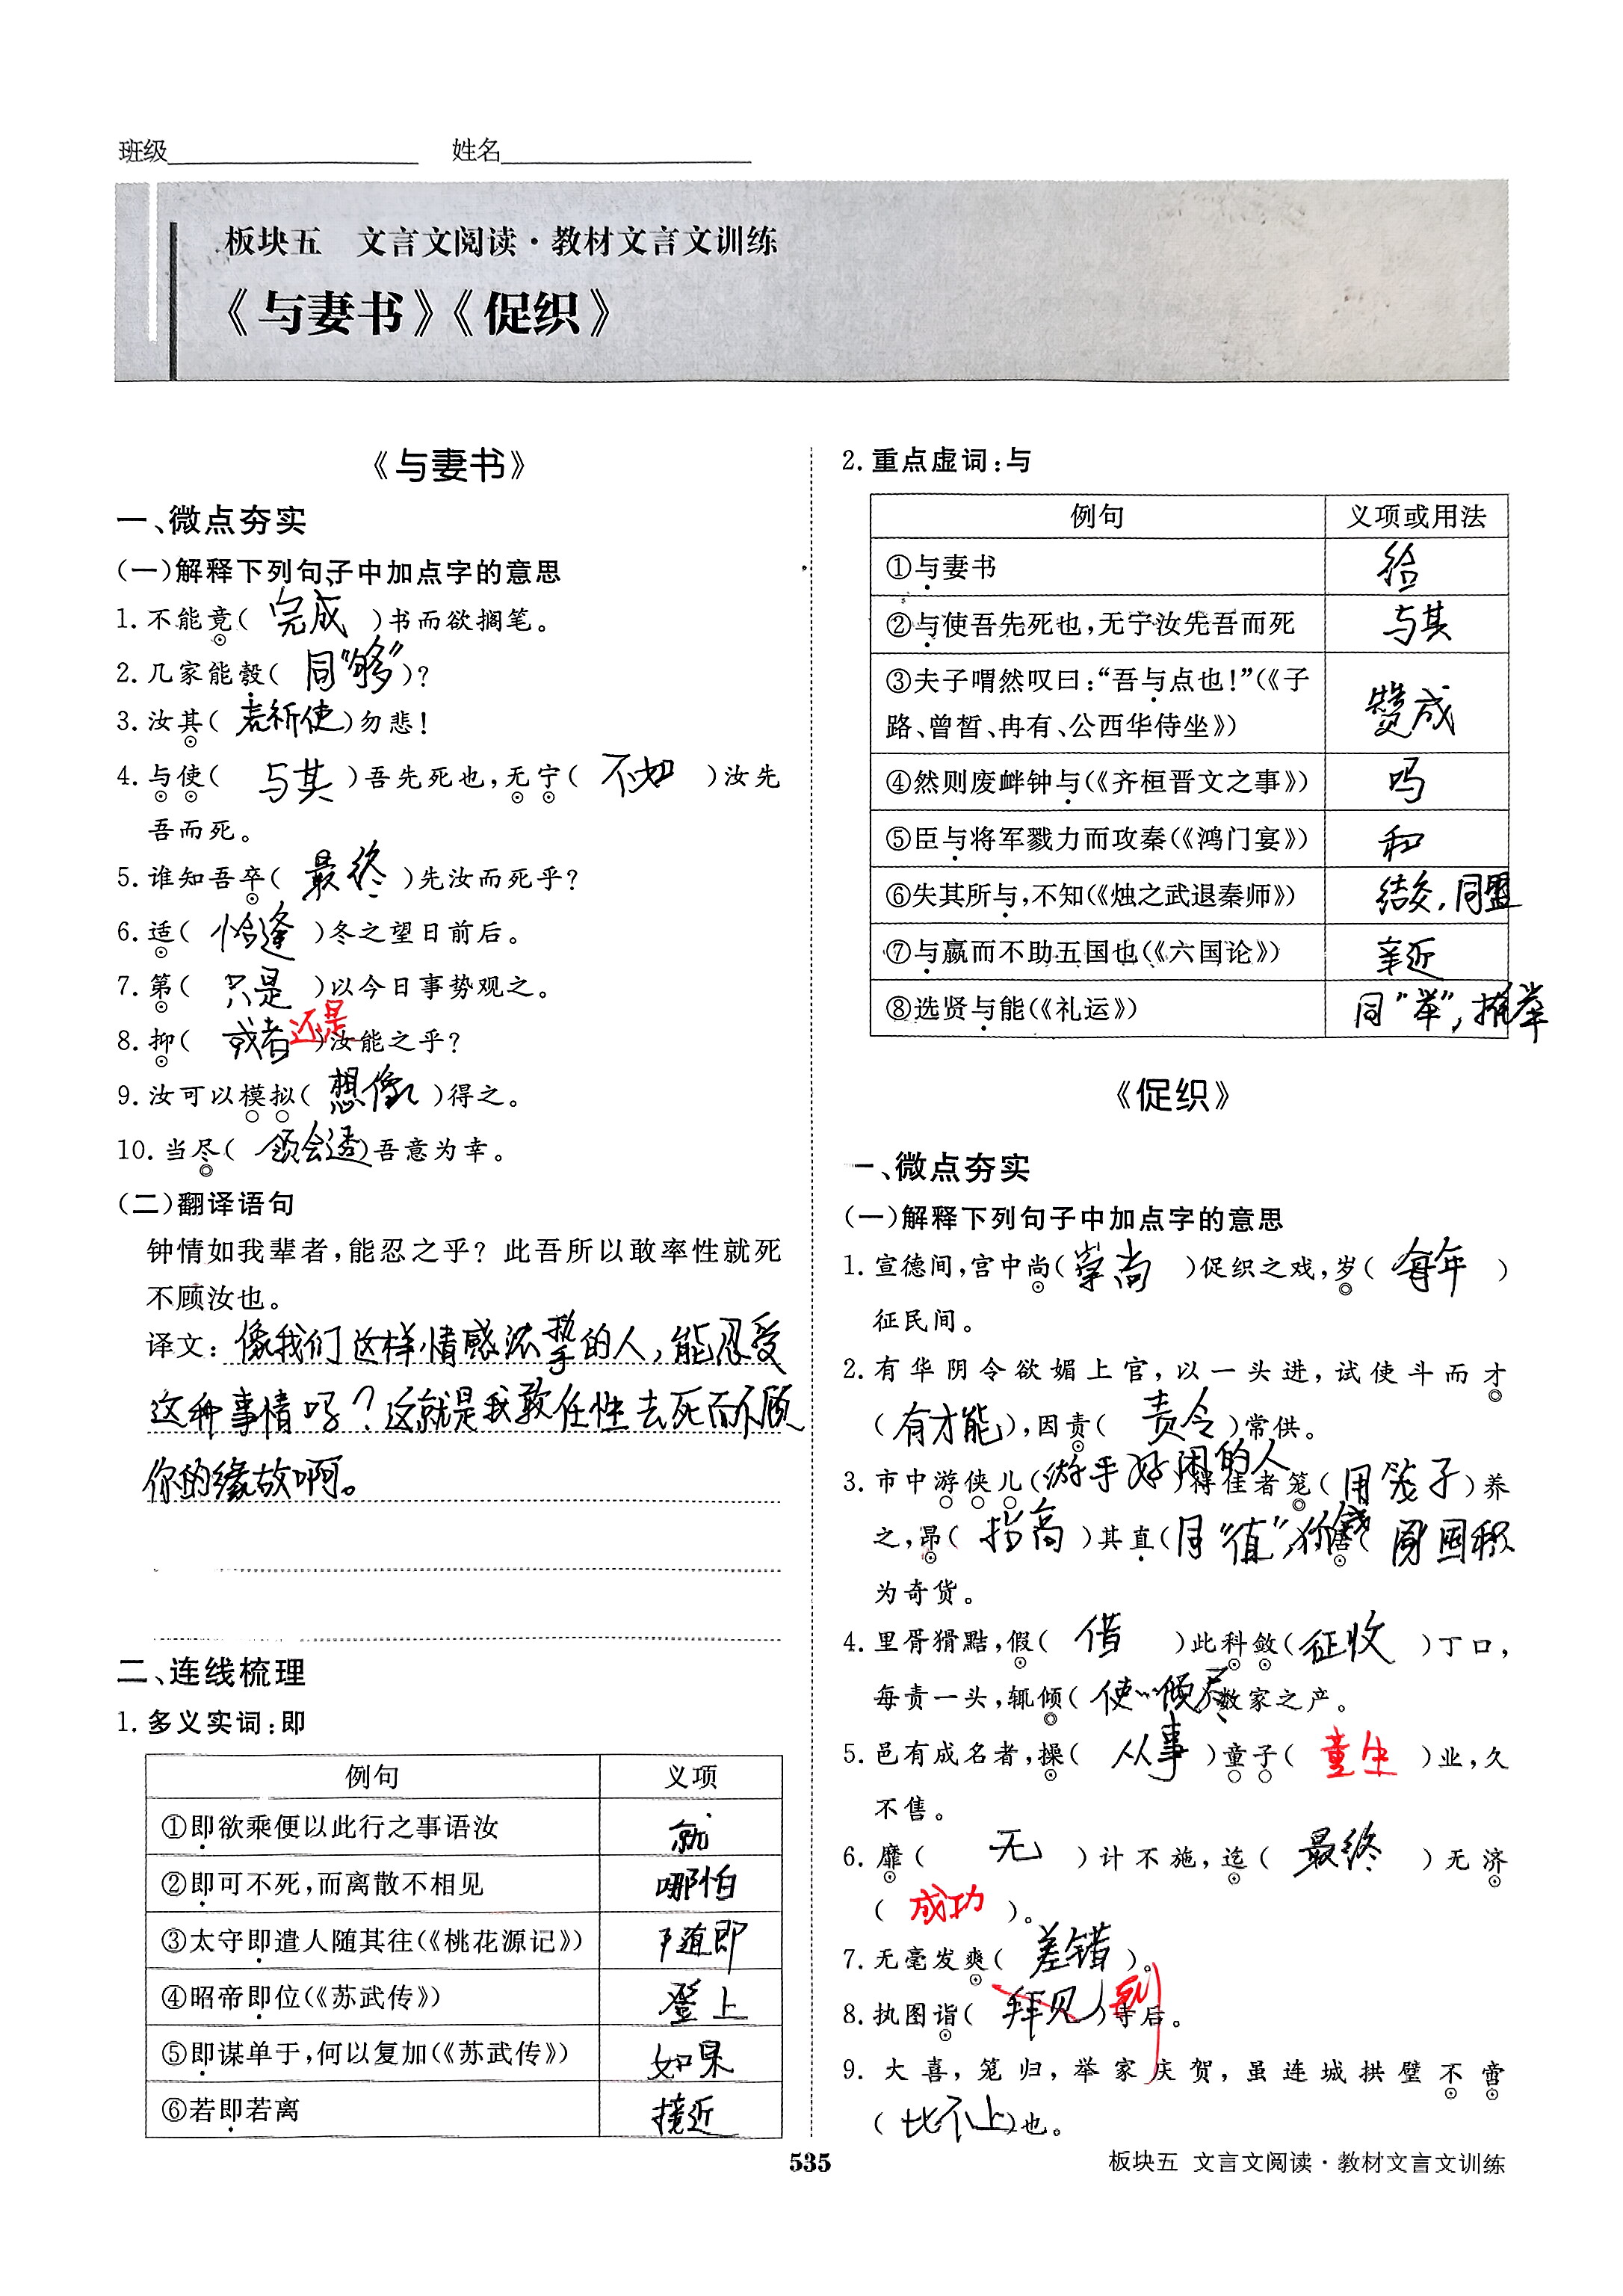 班级 姓名
板块五 文言文阅读·教材文言文训练
《与妻书》《促织》
《与妻书》
一、微点夯实
(一)解释下列句子中加点字的意思
1.不能竟( 完成 )书而欲搁笔。
2.几家能彀( 同“够” )?
3.汝其( 表祈使 )勿悲!
4.与使( 与其 )吾先死也,无宁( 不如 )汝先
吾而死。
5.谁知吾卒( 最终 )先汝而死乎?
6.适( 恰逢 )冬之望日前后。
7.第( 只是 )以今日事势观之。
8.抑( 或者 还是 )汝能之乎?
9.汝可以模拟( 想像 )得之。
10.当尽( 领会透 )吾意为幸。
(二)翻译语句
钟情如我辈者,能忍之乎?此吾所以敢率性就死
不顾汝也。
译文:像我们这样情感浓挚的人,能忍受
这种事情吗?这就是我敢任性去死而不顾
你的缘故啊。
二、连线梳理
1.多义实词:即
例句 义项
①即欲乘便以此行之事语汝 就
②即可不死,而离散不相见 哪怕
③太守即遣人随其往(《桃花源记》) 随即
④昭帝即位(《苏武传》) 登上
⑤即谋单于,何以复加(《苏武传》) 如果
⑥若即若离 接近
2.重点虚词:与
例句 义项或用法
①与妻书 给
②与使吾先死也,无宁汝先吾而死 与其
③夫子喟然叹曰:“吾与点也!”(《子
路、曾皙、冉有、公西华侍坐》) 赞成
④然则废衅钟与(《齐桓晋文之事》) 吗
⑤臣与将军戮力而攻秦(《鸿门宴》) 和
⑥失其所与,不知(《烛之武退秦师》) 结交,同盟
⑦与嬴而不助五国也(《六国论》) 亲近
⑧选贤与能(《礼运》) 同“举”,推举
《促织》
一、微点夯实
(一)解释下列句子中加点字的意思
1.宣德间,宫中尚( 崇尚 )促织之戏,岁( 每年 )
征民间。
2.有华阴令欲媚上官,以一头进,试使斗而才
( 有才能 ),因责( 责令 )常供。
3.市中游侠儿( 游手好闲的人 )得佳者笼( 用笼子 )养
之,昂( 抬高 )其直( 同“值”,价钱 )居( 囤积
为奇货。
4.里胥猾黠,假( 借 )此科敛( 征收 )丁口,
每责一头,辄倾( 使…倾尽 )数家之产。
5.邑有成名者,操( 从事 )童子( 童生 )业,久
不售。
6.靡( 无 )计不施,迄( 最终 )无济
( 成功 )。
7.无毫发爽( 差错 )。
8.执图诣( 拜见 )到寺后。
9.大喜,笼归,举家庆贺,虽连城拱璧不啻
( 比不上 )也。
535 板块五 文言文阅读·教材文言文训练